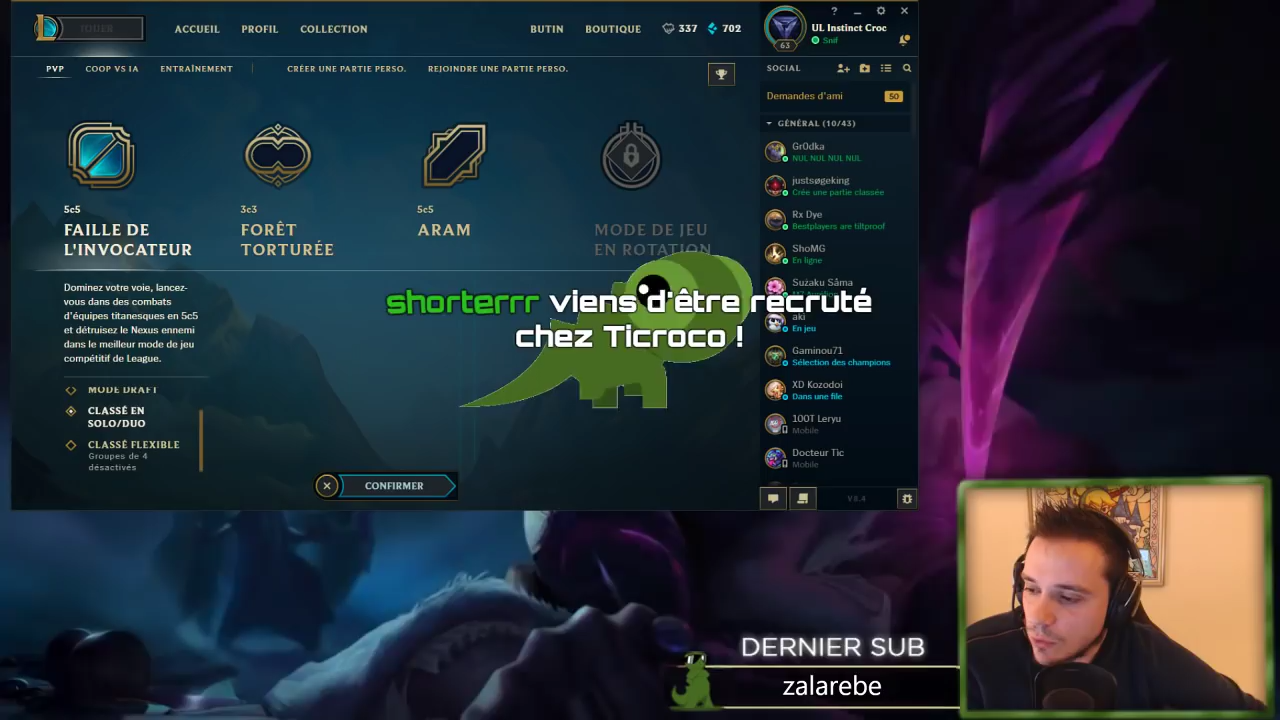 JOUER
ACCUEIL
PROFIL
COLLECTION
BUTIN
BOUTIQUE
337
702
?
63
UL Instinct Croc
Snif
PVP
COOP VS IA
ENTRAÎNEMENT
CRÉER UNE PARTIE PERSO.
REJOINDRE UNE PARTIE PERSO.
SOCIAL
Demandes d'ami
50
GÉNÉRAL (10/43)
Gr0dka
NUL NUL NUL NUL
justsøgeking
Crée une partie classée
Rx Dye
Bestplayers are tiltproof
ShoMG
En ligne
Suzaku Sâma
aki
En jeu
Gaminou71
Sélection des champions
XD Kozodoi
Dans une file
100T Leryu
Mobile
Docteur Tic
Mobile
5c5
FAILLE DE
L'INVOCATEUR
3c3
FORÊT
TORTURÉE
5c5
ARAM
MODE DE JEU
EN ROTATION
Dominez votre voie, lancez-
vous dans des combats
d'équipes titanesques en 5c5
et détruisez le Nexus ennemi
dans le meilleur mode de jeu
compétitif de League.
MODE DRAFT
CLASSÉ EN
SOLO/DUO
CLASSÉ FLEXIBLE
Groupes de 4
désactivés
shorterrr viens d'être recruté
chez Ticroco !
CONFIRMER
V9.4
DERNIER SUB
zalarebe